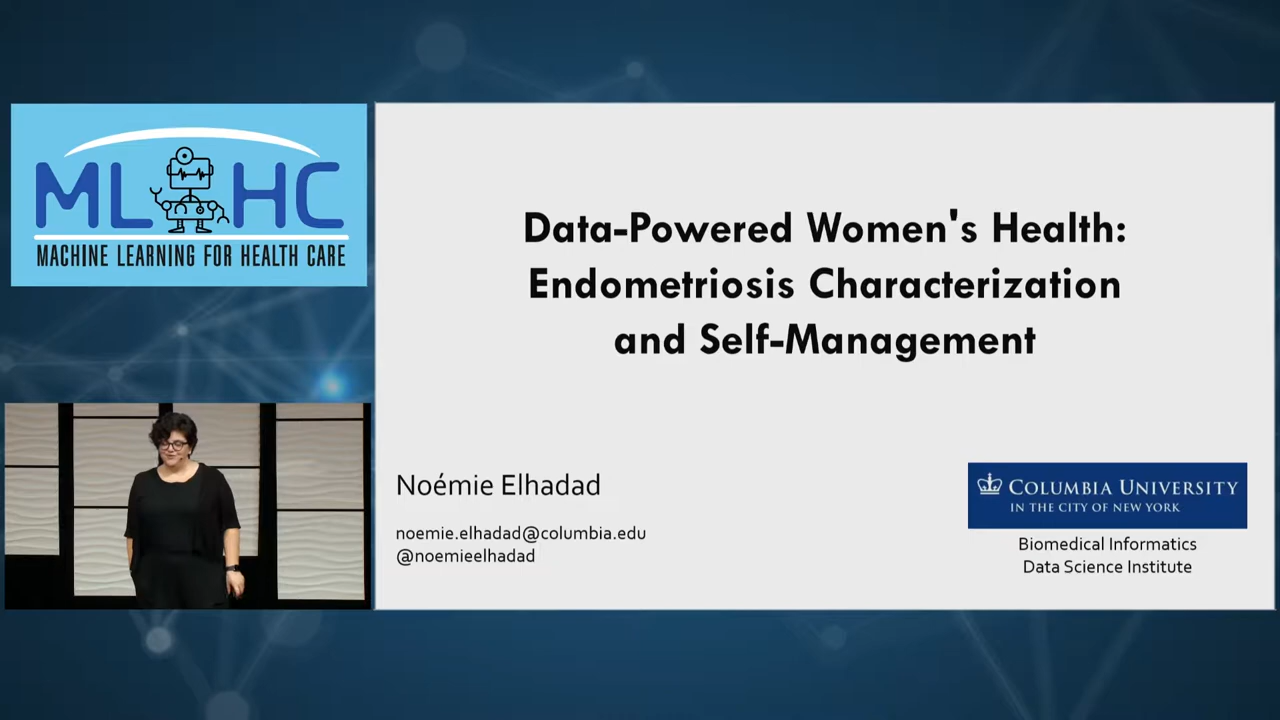 ML HC
MACHINE LEARNING FOR HEALTH CARE
Data-Powered Women's Health:
Endometriosis Characterization
and Self-Management
Noémie Elhadad
noemie.elhadad@columbia.edu
@noemieelhadad
COLUMBIA UNIVERSITY
IN THE CITY OF NEW YORK
Biomedical Informatics
Data Science Institute